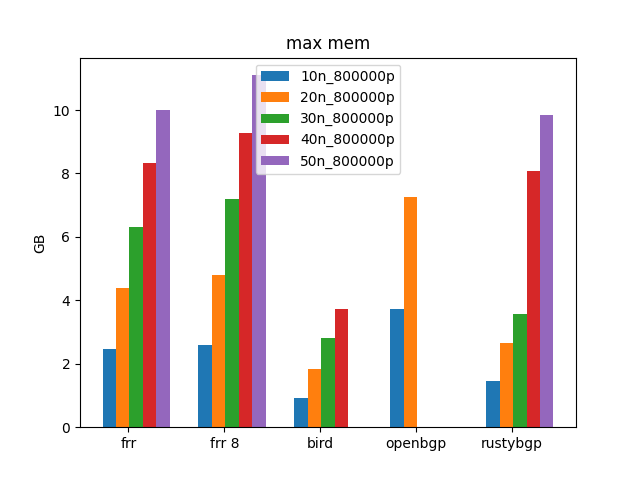 max mem
10n_800000p
20n_800000p
30n_800000p
40n_800000p
50n_800000p
GB
10
8
6
4
2
0
frr
frr 8
bird
openbgp
rustybgp